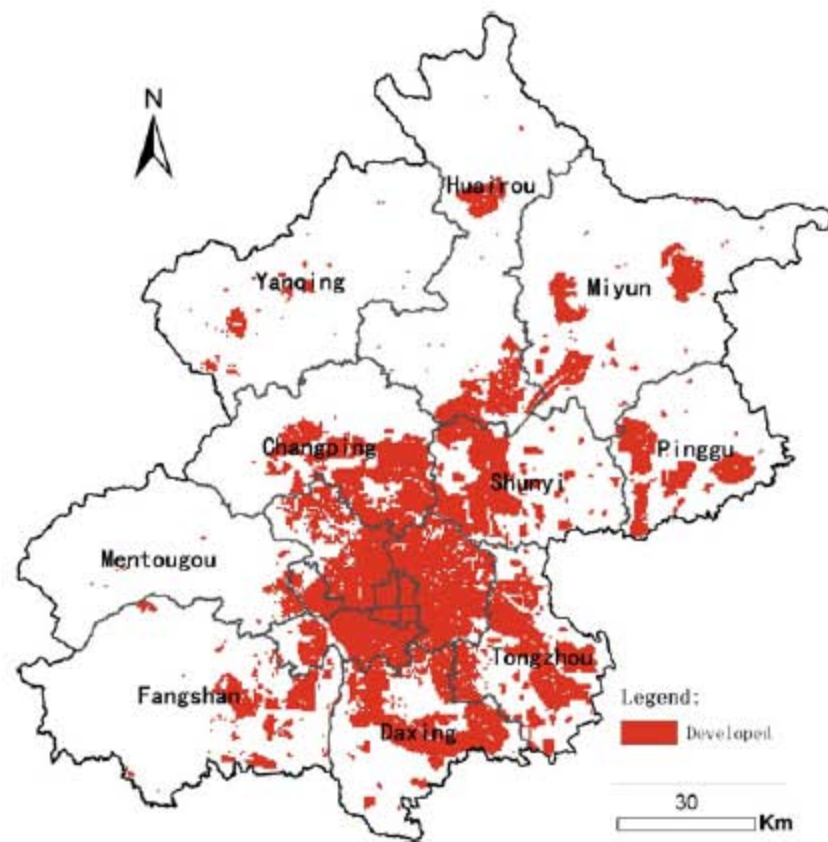 N
Huairou
Yanqing
Miyun
Changping
Pinggu
Shunyi
Mentougou
Tongzhou
Fangshan
Legend:
Daxing
Developed
30
Km